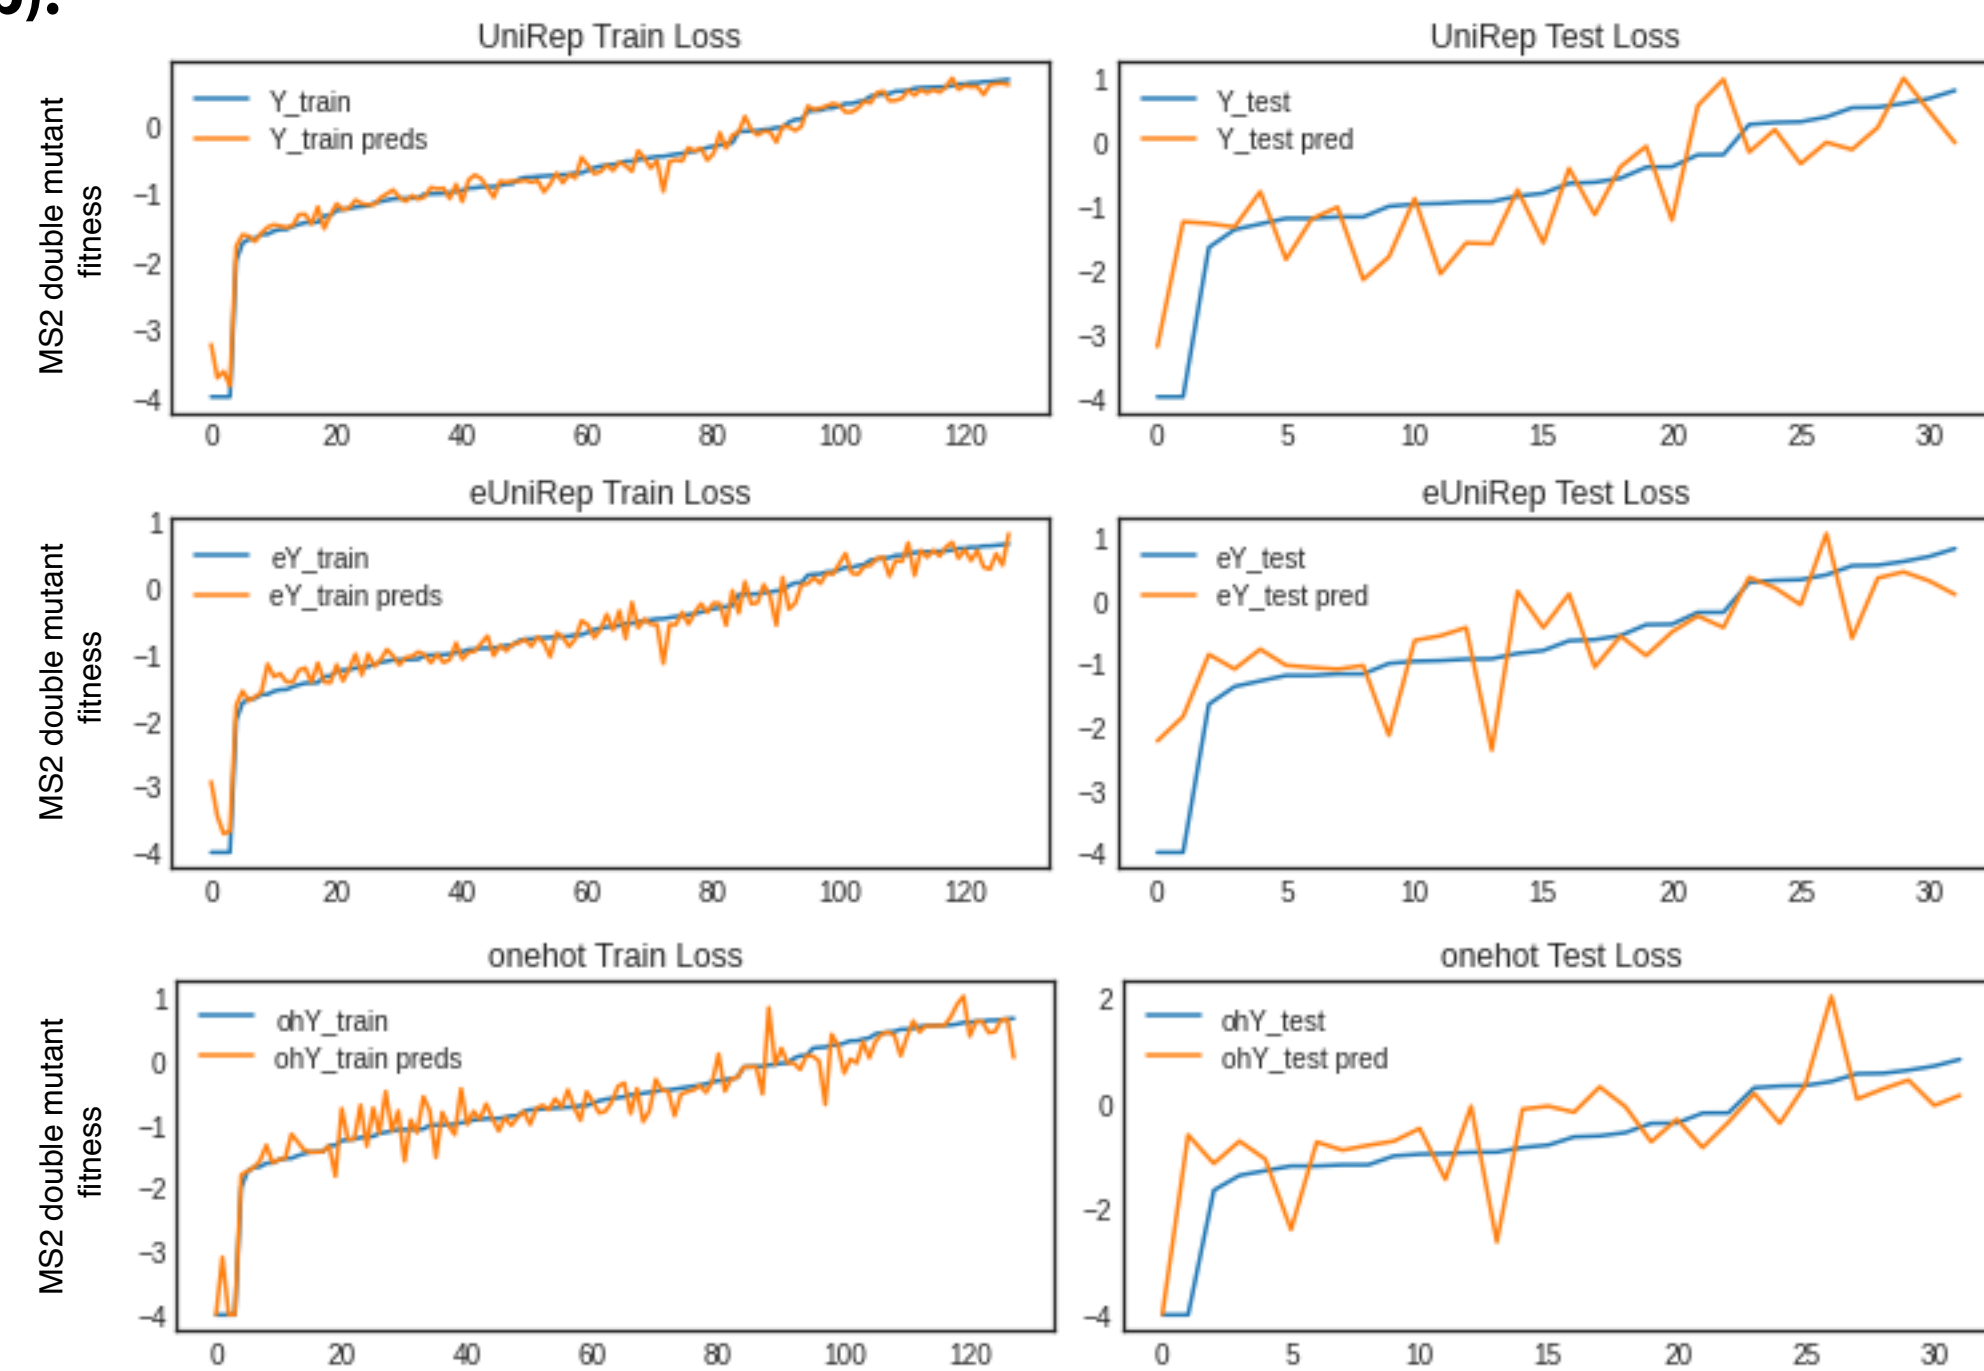 ).
UniRep Train Loss
MS2 double mutant
fitness
Y_train
Y_train preds
0
−1
−2
−3
−4
0 20 40 60 80 100 120
UniRep Test Loss
Y_test
Y_test pred
1
0
−1
−2
−3
−4
0 5 10 15 20 25 30
eUniRep Train Loss
MS2 double mutant
fitness
eY_train
eY_train preds
1
0
−1
−2
−3
−4
0 20 40 60 80 100 120
eUniRep Test Loss
eY_test
eY_test pred
1
0
−1
−2
−3
−4
0 5 10 15 20 25 30
onehot Train Loss
MS2 double mutant
fitness
ohY_train
ohY_train preds
1
0
−1
−2
−3
−4
0 20 40 60 80 100 120
onehot Test Loss
ohY_test
ohY_test pred
2
0
−2
−4
0 5 10 15 20 25 30